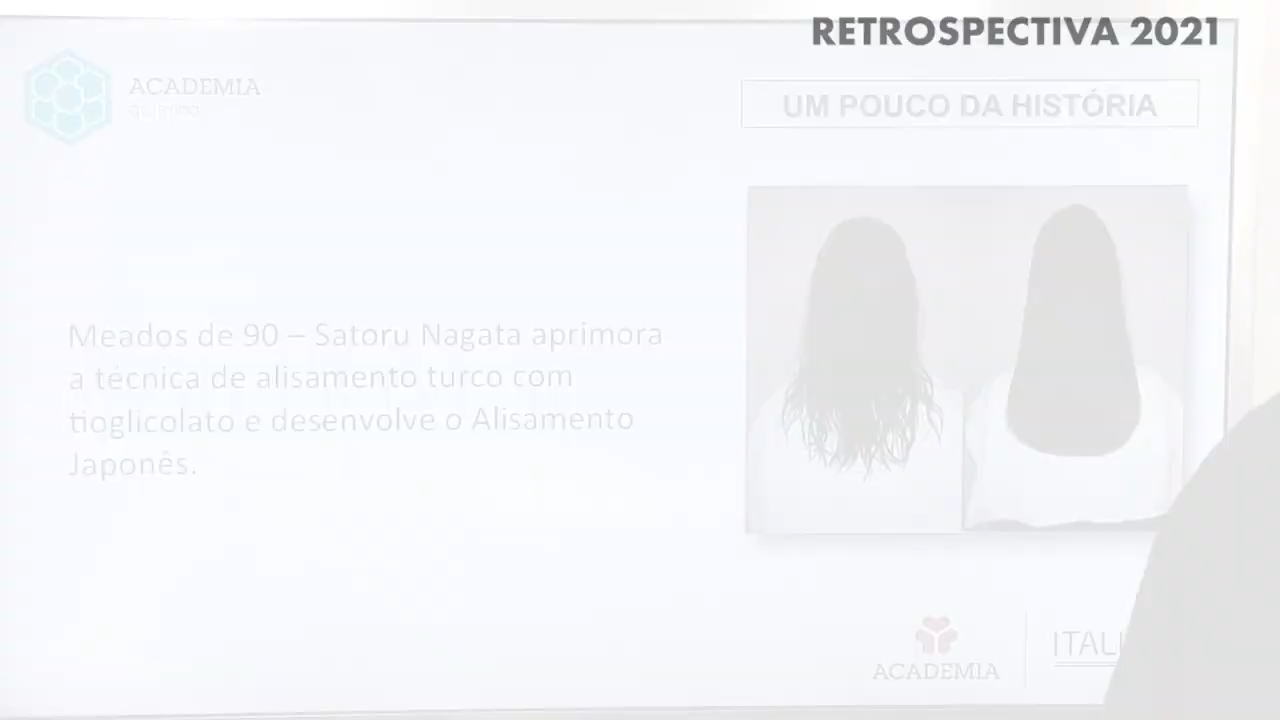 RETROSPECTIVA 2021
ACADEMIA
UM POUCO DA HISTÓRIA
Meados de 90 – Satoru Nagata aprimora
a técnica de alisamento turco com
tioglicolato e desenvolve o Alisamento
Japonês.
ACADEMIA
ITALI